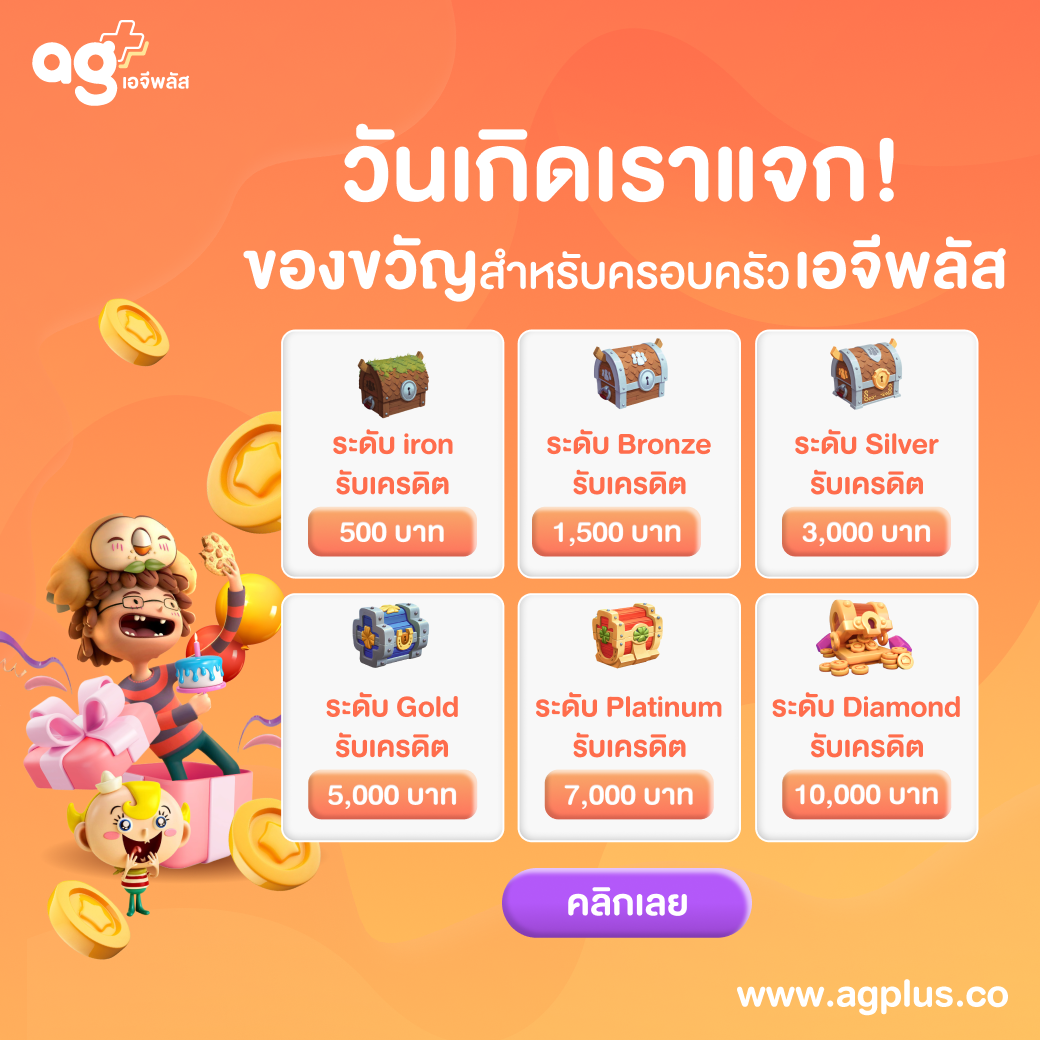 ag+
เอจีพลัส
วันเกิดเราแจก!
ของขวัญสำหรับครอบครัวเอจีพลัส
ระดับ iron
รับเครดิต
500 บาท
ระดับ Bronze
รับเครดิต
1,500 บาท
ระดับ Silver
รับเครดิต
3,000 บาท
ระดับ Gold
รับเครดิต
5,000 บาท
ระดับ Platinum
รับเครดิต
7,000 บาท
ระดับ Diamond
รับเครดิต
10,000 บาท
คลิกเลย
www.agplus.co